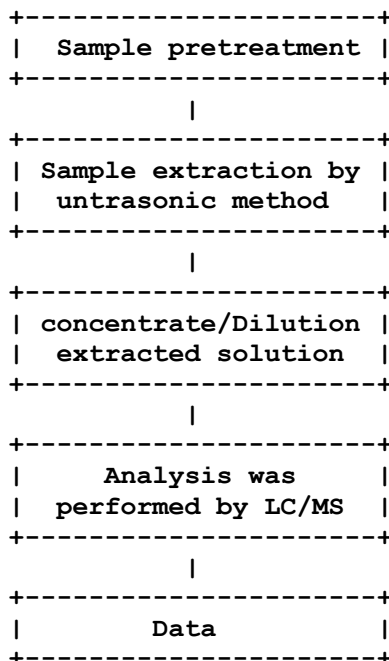 Sample pretreatment
Sample extraction by
untrasonic method
concentrate/Dilution
extracted solution
Analysis was
performed by LC/MS
Data